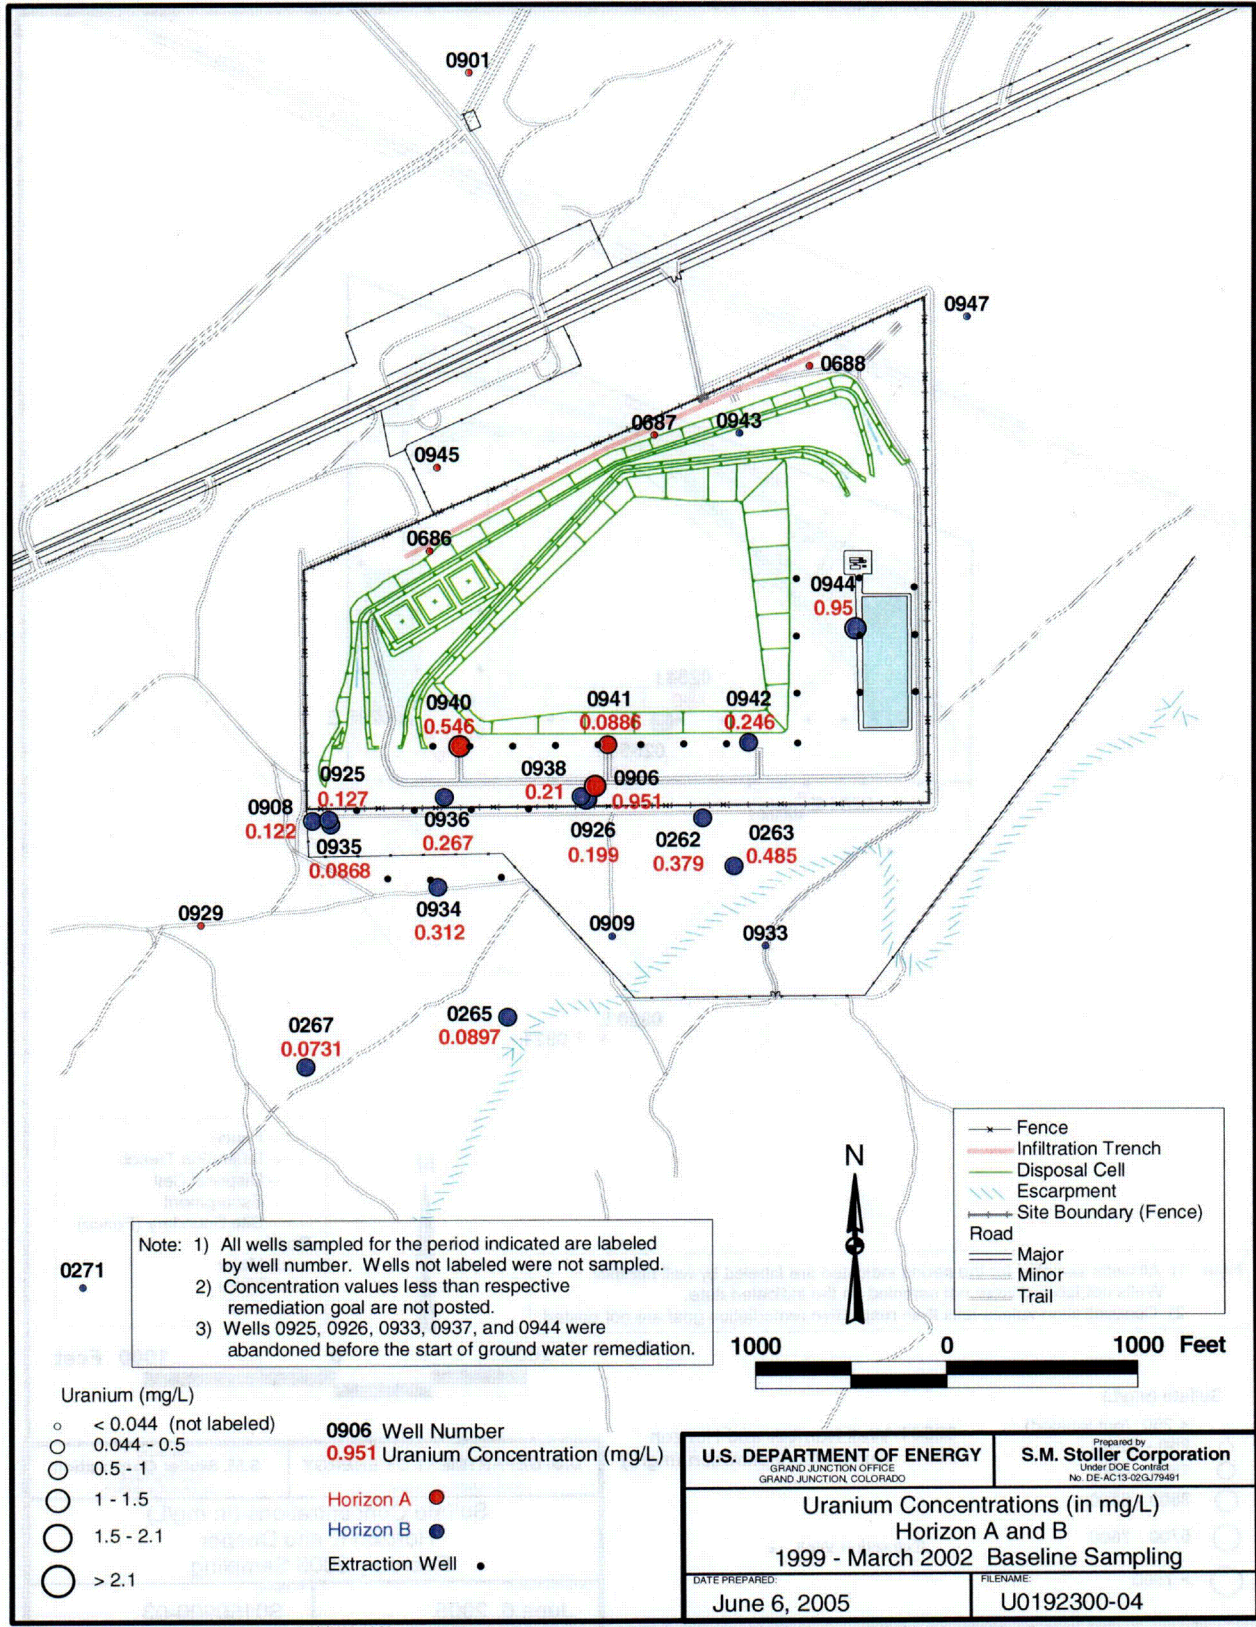 0901
0947
0688
0687
0943
0945
0686
0944
0.95
0940
0.546
0941
0.0886
0942
0.246
0925
0.127
0938
0.21
0906
0.951
0908
0.122
0936
0.267
0926
0.199
0262
0.379
0263
0.485
0935
0.0868
0934
0.312
0929
0909
0933
0267
0.0731
0265
0.0897
0271
Fence
Infiltration Trench
Disposal Cell
Escarpment
Site Boundary (Fence)
Road
Major
Minor
Trail
N
Note: 1) All wells sampled for the period indicated are labeled
by well number. Wells not labeled were not sampled.
2) Concentration values less than respective
remediation goal are not posted.
3) Wells 0925, 0926, 0933, 0937, and 0944 were
abandoned before the start of ground water remediation.
1000 0 1000 Feet
Uranium (mg/L)
< 0.044 (not labeled)
0.044 - 0.5
0.5 - 1
1 - 1.5
1.5 - 2.1
> 2.1
0906 Well Number
0.951 Uranium Concentration (mg/L)
Horizon A
Horizon B
Extraction Well
U.S. DEPARTMENT OF ENERGY
GRAND JUNCTION OFFICE
GRAND JUNCTION, COLORADO
Prepared by
S.M. Stoller Corporation
Under DOE Contract
No. DE-AC13-02GJ79491
Uranium Concentrations (in mg/L)
Horizon A and B
1999 - March 2002 Baseline Sampling
DATE PREPARED:
June 6, 2005
FILENAME:
U0192300-04